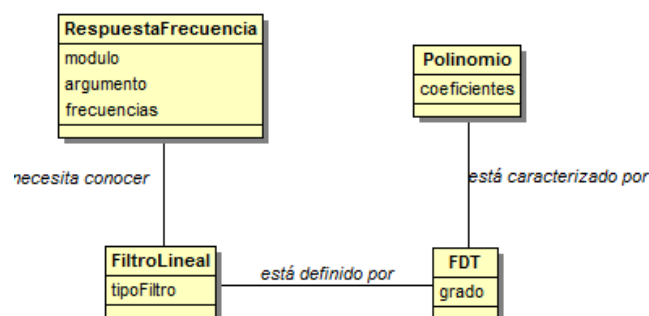 RespuestaFrecuencia
modulo
argumento
frecuencias
Polinomio
coeficientes
necesita conocer
está caracterizado por
FiltroLineal
tipoFiltro
está definido por
FDT
grado